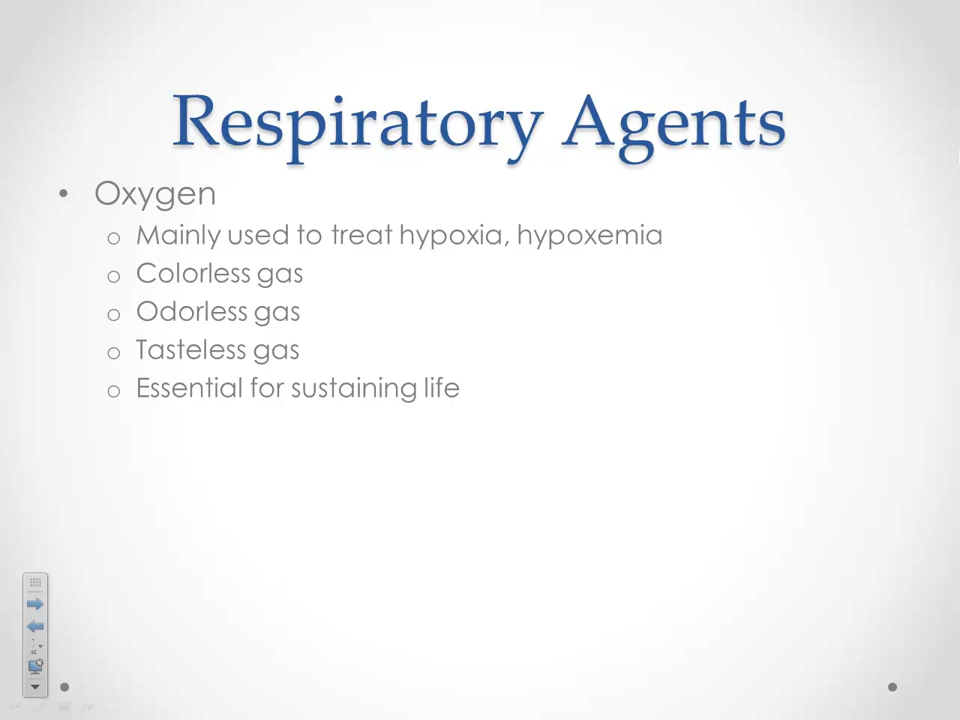 Respiratory Agents
• Oxygen
o Mainly used to treat hypoxia, hypoxemia
o Colorless gas
o Odorless gas
o Tasteless gas
o Essential for sustaining life